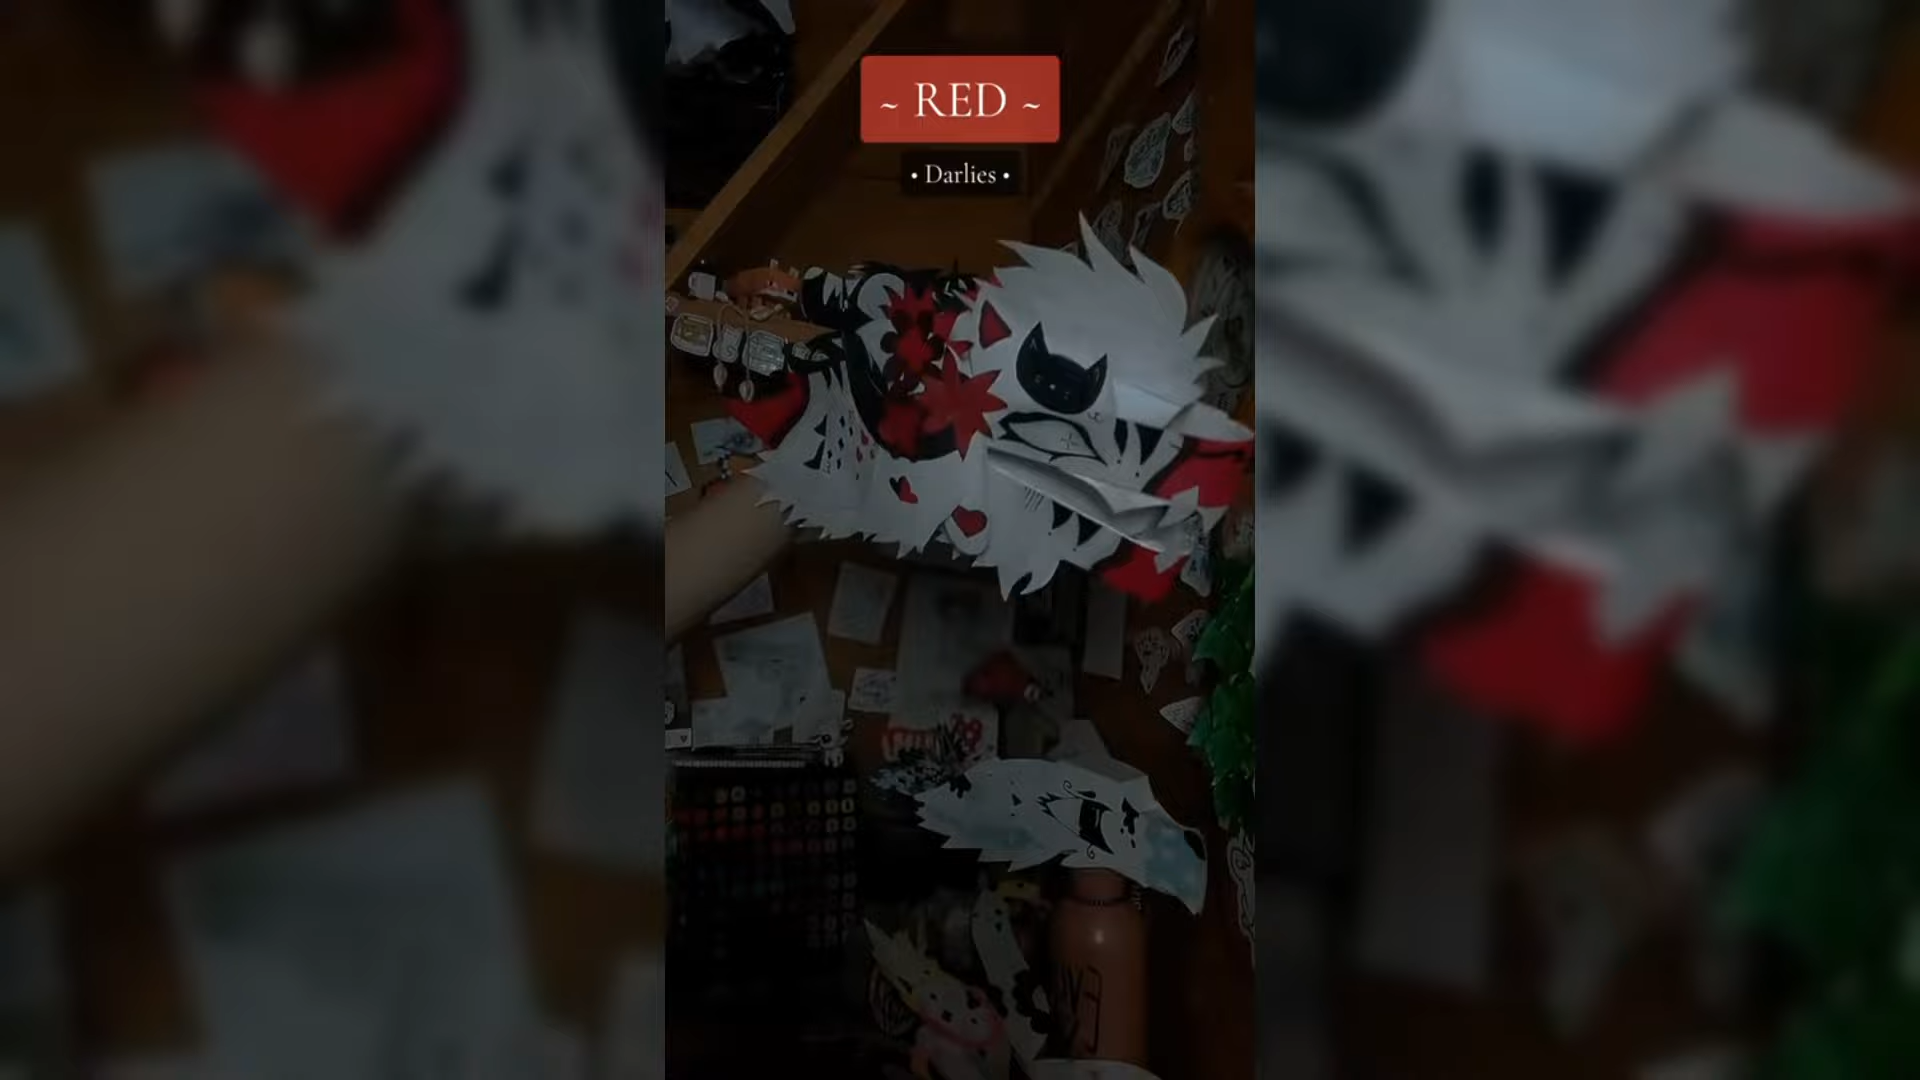 ~ RED ~
• Darlies •